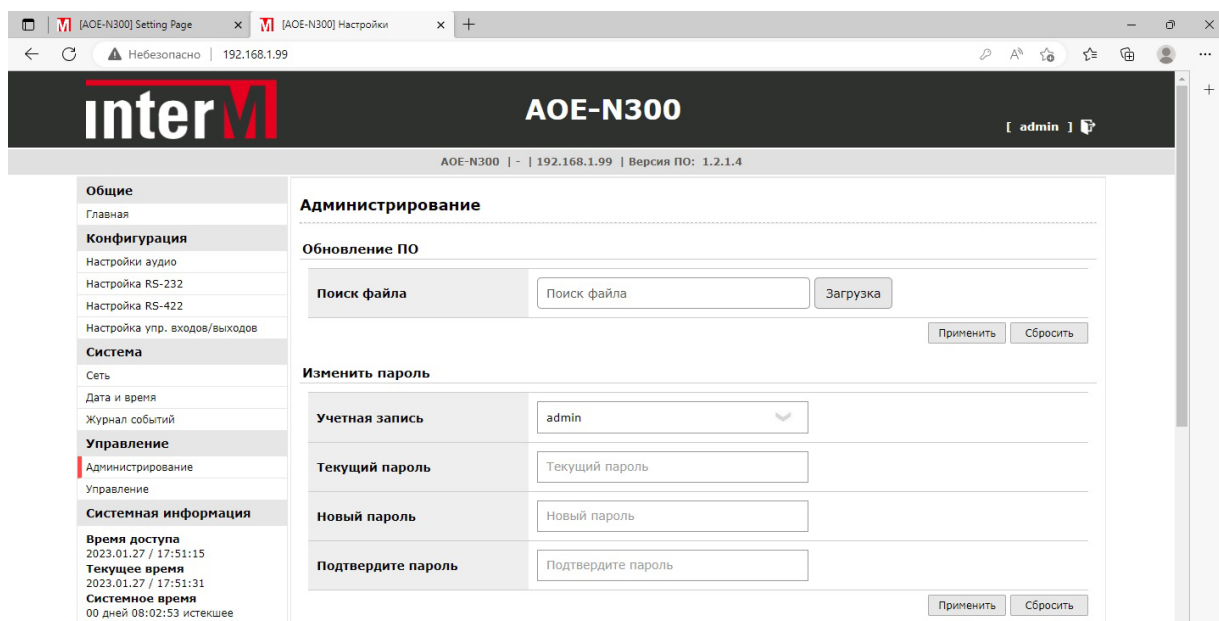 [AOE-N300] Setting Page
[AOE-N300] Настройки
Небезопасно | 192.168.1.99
interM
AOE-N300
[ admin ]
AOE-N300 | - | 192.168.1.99 | Версия ПО: 1.2.1.4
Общие
Главная
Конфигурация
Настройки аудио
Настройка RS-232
Настройка RS-422
Настройка упр. входов/выходов
Система
Сеть
Дата и время
Журнал событий
Управление
Администрирование
Управление
Системная информация
Время доступа
2023.01.27 / 17:51:15
Текущее время
2023.01.27 / 17:51:31
Системное время
00 дней 08:02:53 истекшее
Администрирование
Обновление ПО
Поиск файла
Поиск файла
Загрузка
Применить
Сбросить
Изменить пароль
Учетная запись
admin
Текущий пароль
Текущий пароль
Новый пароль
Новый пароль
Подтвердите пароль
Подтвердите пароль
Применить
Сбросить